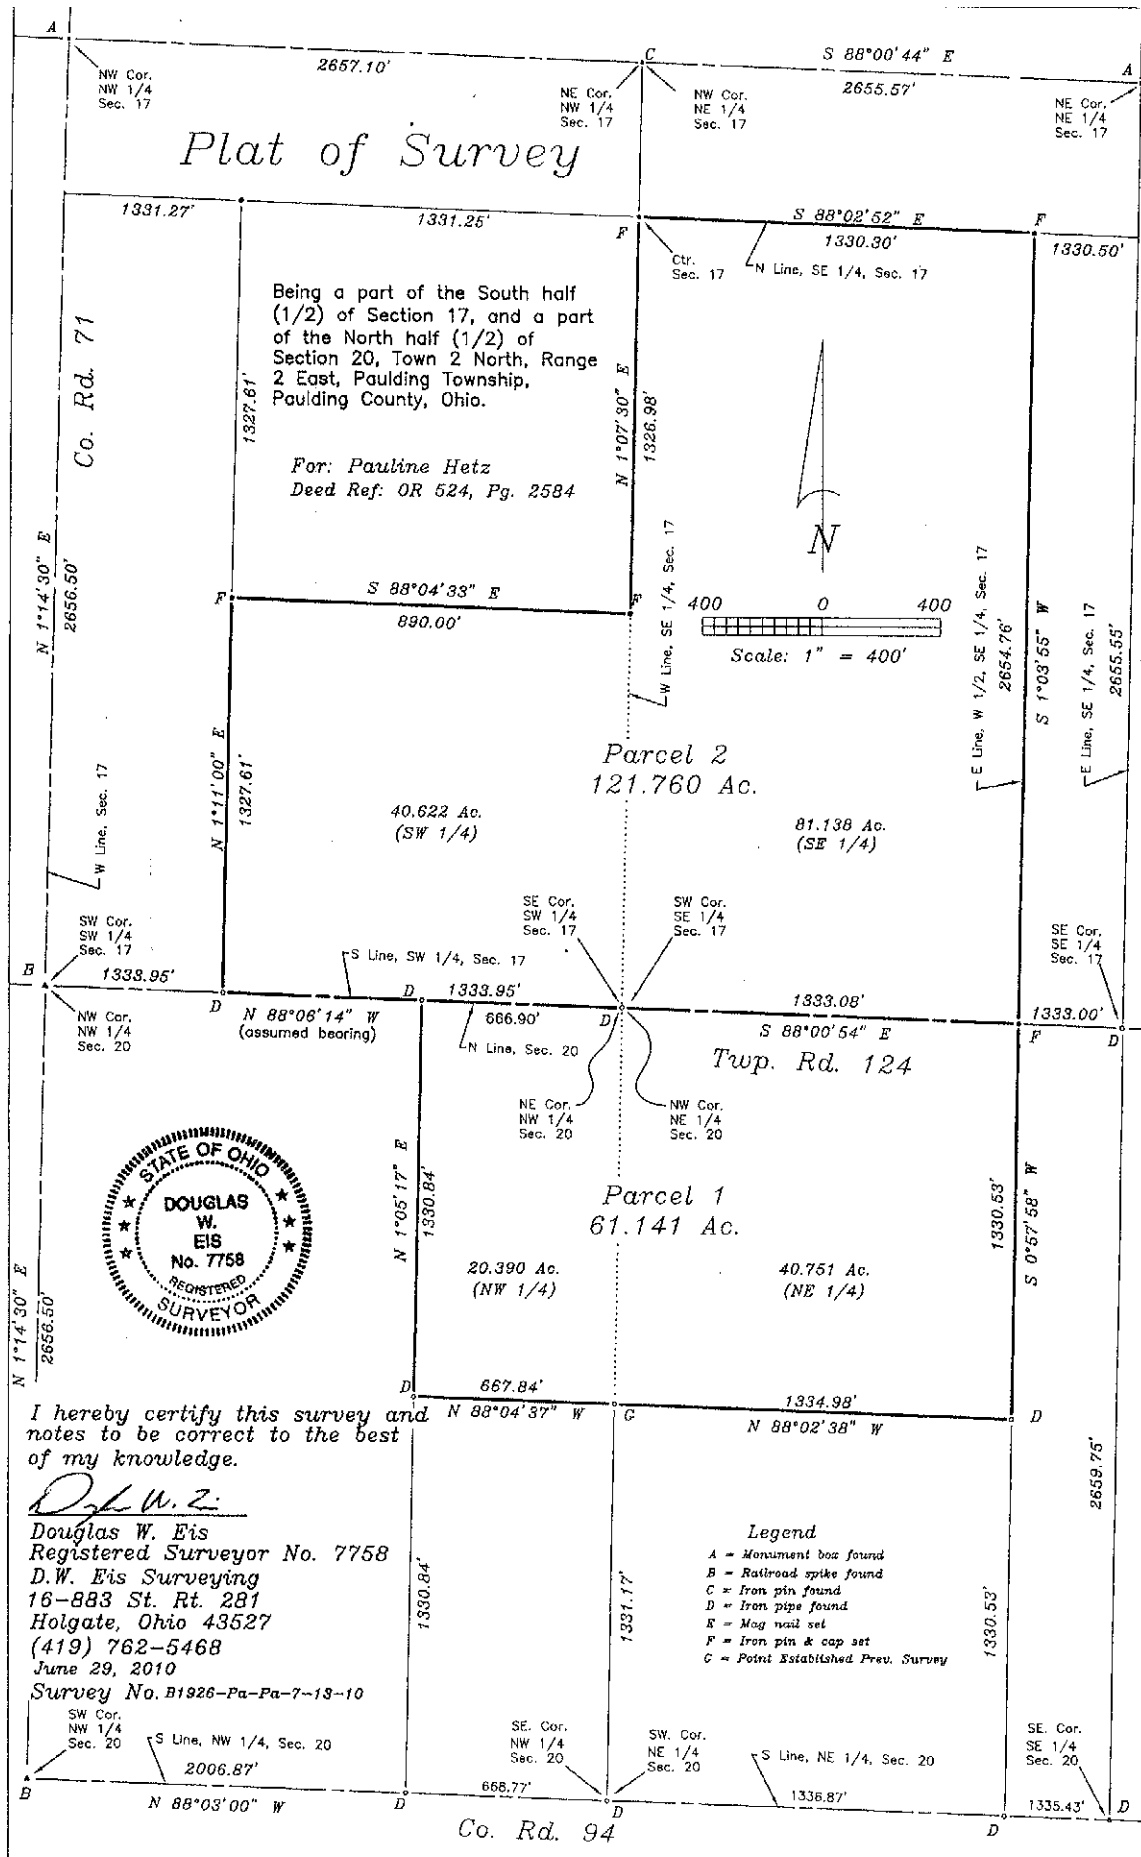 A
2657.10'
C
S 88°00'44" E
2655.57'
A
NW Cor.
NW 1/4
Sec. 17
NE Cor.
NW 1/4
Sec. 17
NW Cor.
NE 1/4
Sec. 17
NE Cor.
NE 1/4
Sec. 17
Plat of Survey
1331.27'
1331.25'
F
S 88°02'52" E
1330.30'
F
1330.50'
Ctr.
Sec. 17
N Line, SE 1/4, Sec. 17
Co. Rd. 71
Being a part of the South half
(1/2) of Section 17, and a part
of the North half (1/2) of
Section 20, Town 2 North, Range
2 East, Paulding Township,
Paulding County, Ohio.
1327.61'
N 1°07'30" E
1326.98'
For: Pauline Hetz
Deed Ref: OR 524, Pg. 2584
N
N 1°14'30" E
2656.50'
F
S 88°04'33" E
890.00'
F
W Line, SE 1/4, Sec. 17
400 0 400
Scale: 1" = 400'
E Line, W 1/2, SE 1/4, Sec. 17
2654.76'
S 1°03'55" W
E Line, SE 1/4, Sec. 17
2655.55'
Parcel 2
121.760 Ac.
W Line, Sec. 17
N 1°11'00" E
1327.61'
40.622 Ac.
(SW 1/4)
81.138 Ac.
(SE 1/4)
SW Cor.
SW 1/4
Sec. 17
SE Cor.
SW 1/4
Sec. 17
SW Cor.
SE 1/4
Sec. 17
SE Cor.
SE 1/4
Sec. 17
B
1333.95'
S Line, SW 1/4, Sec. 17
D
N 88°06'14" W
(assumed bearing)
D
1333.95'
666.90'
D
1333.08'
S 88°00'54" E
1333.00'
F
D
NW Cor.
NW 1/4
Sec. 20
N Line, Sec. 20
Twp. Rd. 124
NE Cor.
NW 1/4
Sec. 20
NW Cor.
NE 1/4
Sec. 20
STATE OF OHIO
DOUGLAS
W.
EIS
No. 7758
REGISTERED
SURVEYOR
N 1°05'17" E
1330.84'
Parcel 1
61.141 Ac.
1330.53'
S 0°57'58" W
20.390 Ac.
(NW 1/4)
40.751 Ac.
(NE 1/4)
N 1°14'30" E
2656.50'
D
667.84'
N 88°04'37" W
G
1334.98'
N 88°02'38" W
D
I hereby certify this survey and
notes to be correct to the best
of my knowledge.
Douglas W. Eis
Registered Surveyor No. 7758
D.W. Eis Surveying
16-883 St. Rt. 281
Holgate, Ohio 43527
(419) 762-5468
June 29, 2010
Survey No. B1926-Pa-Pa-7-13-10
1330.84'
1331.17'
Legend
A = Monument box found
B = Railroad spike found
C = Iron pin found
D = Iron pipe found
E = Mag nail set
F = Iron pin & cap set
G = Point Established Prev. Survey
1330.53'
2659.75'
SW Cor.
NW 1/4
Sec. 20
S Line, NW 1/4, Sec. 20
SE. Cor.
NW 1/4
Sec. 20
SW. Cor.
NE 1/4
Sec. 20
S Line, NE 1/4, Sec. 20
SE. Cor.
SE 1/4
Sec. 20
B
2006.87'
N 88°03'00" W
D
668.77'
D
1336.87'
D
1335.43'
D
Co. Rd. 94